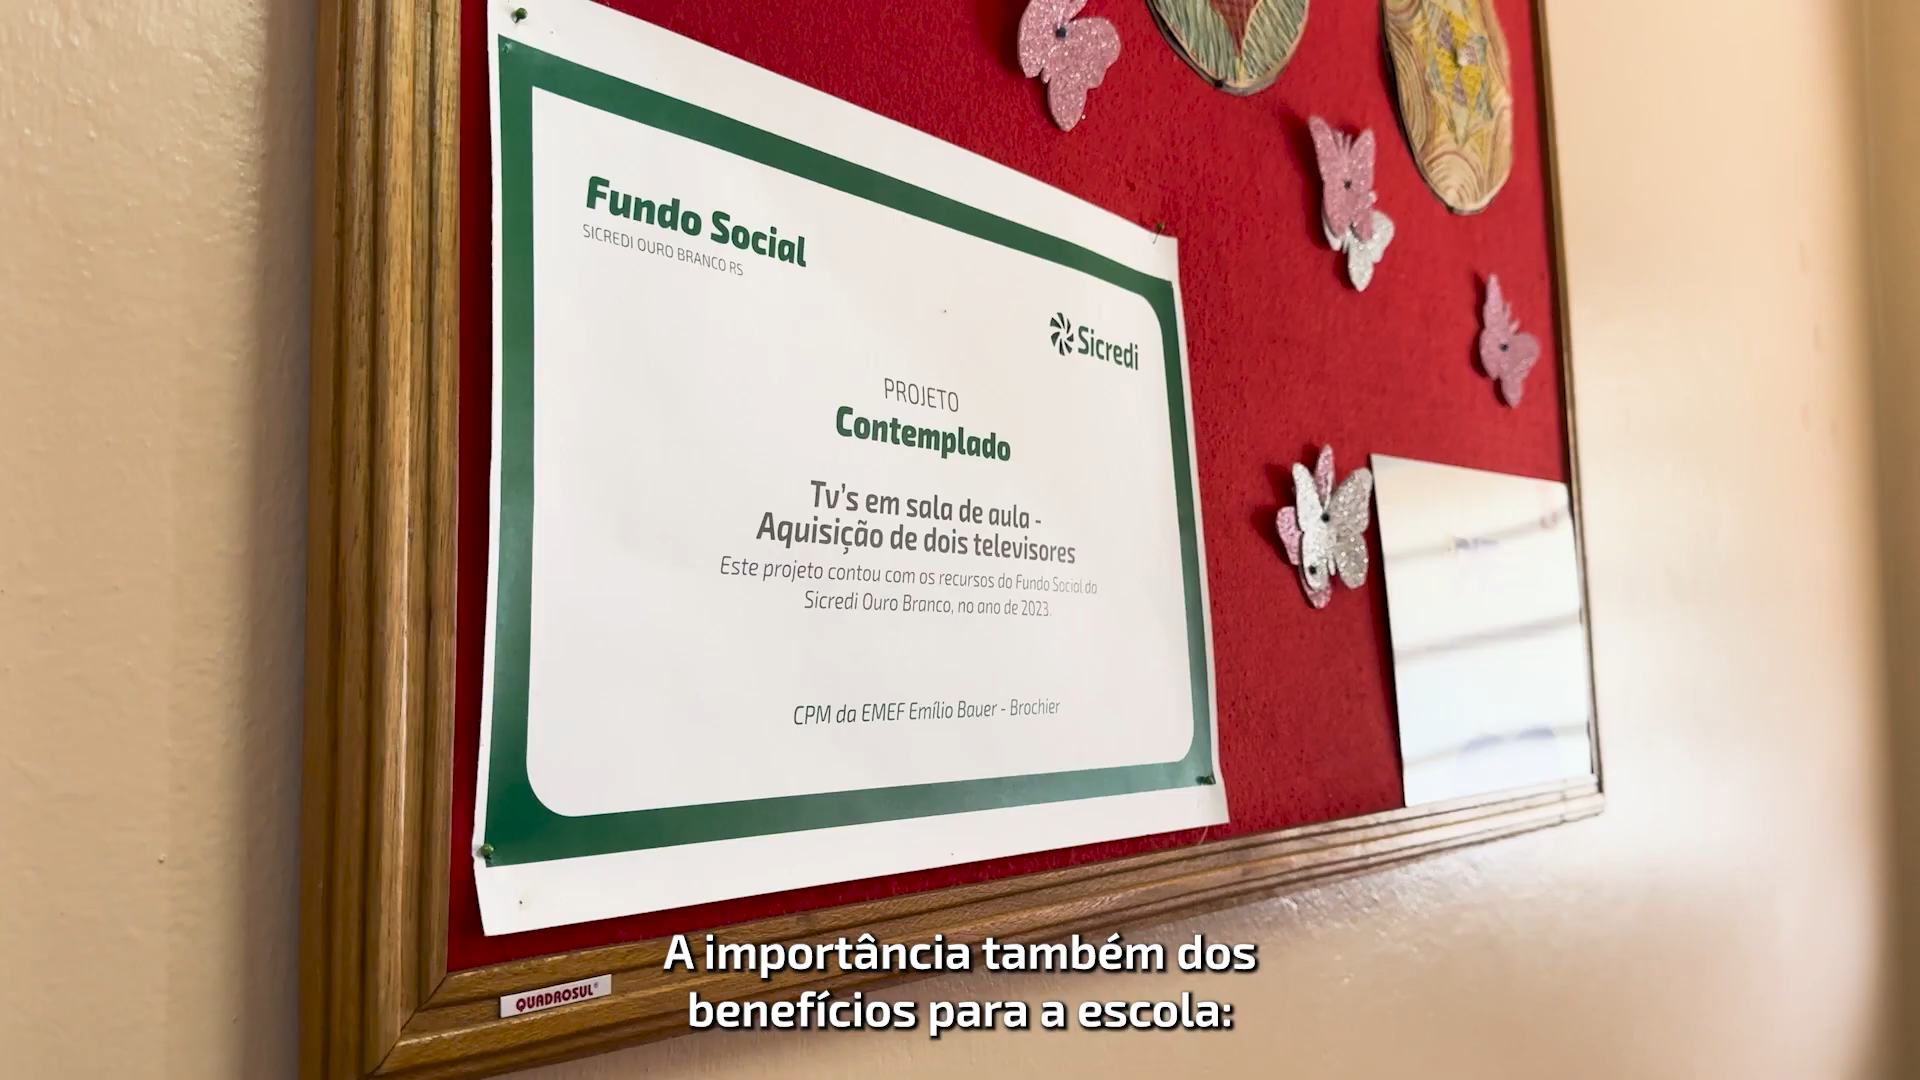 Fundo Social
SICREDI OURO BRANCO RS
Sicredi
PROJETO
Contemplado
Tv's em sala de aula -
Aquisição de dois televisores
Este projeto contou com os recursos do Fundo Social da
Sicredi Ouro Branco, no ano de 2023.
CPM da EMEF Emílio Bauer - Brochier
QUADROSUL®
A importância também dos
benefícios para a escola: